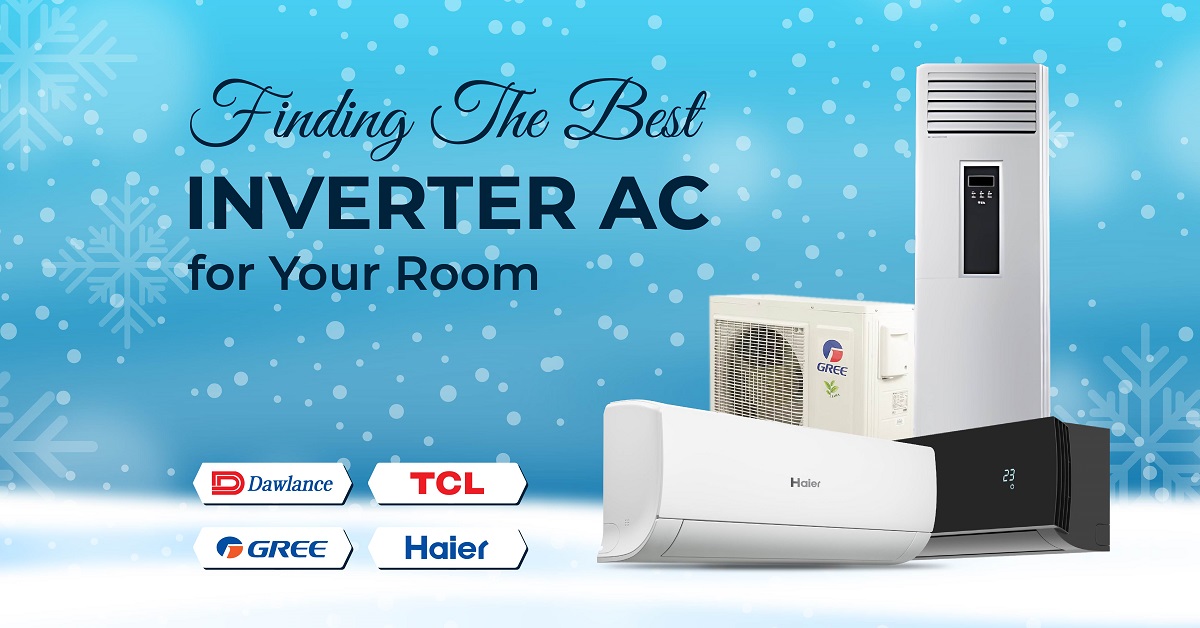 Finding The Best
INVERTER AC
for Your Room
GREE
Haier
23
Dawlance
TCL
GREE
Haier